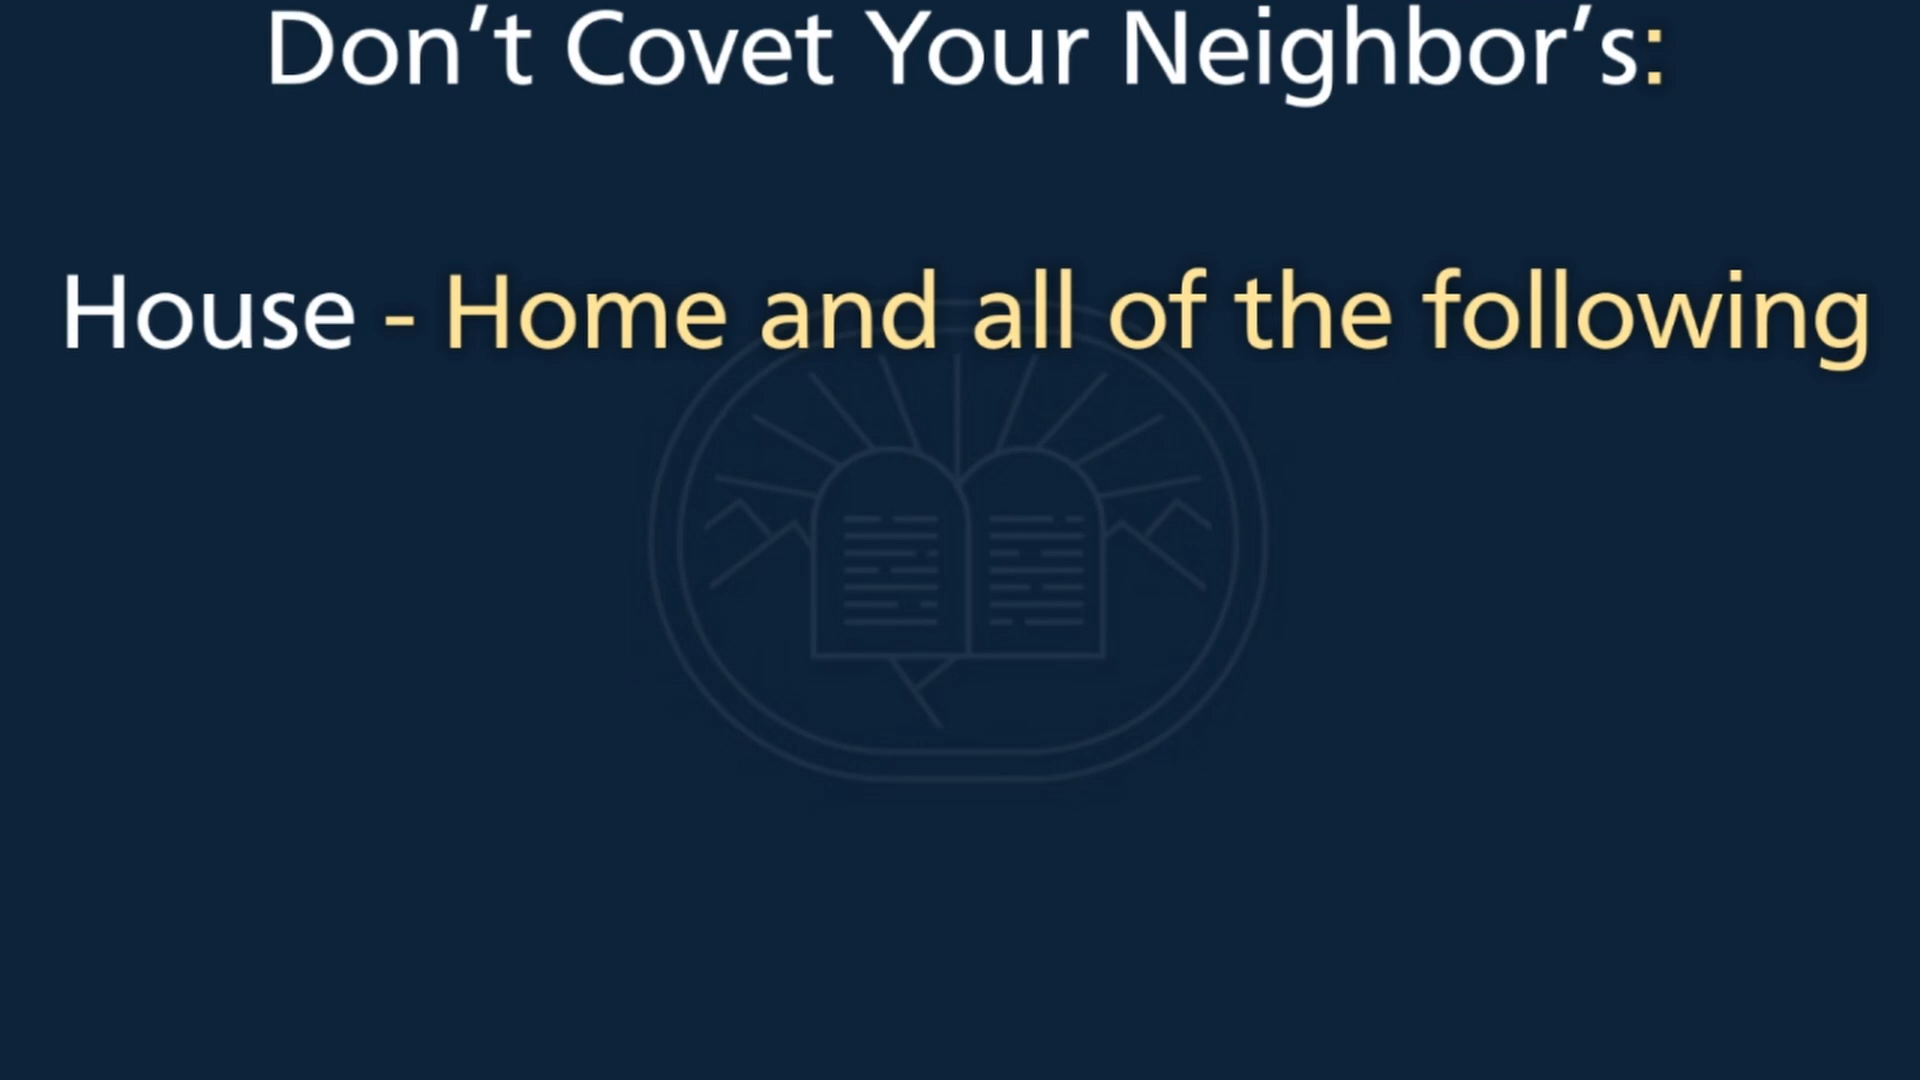 Don’t Covet Your Neighbor’s:
House - Home and all of the following